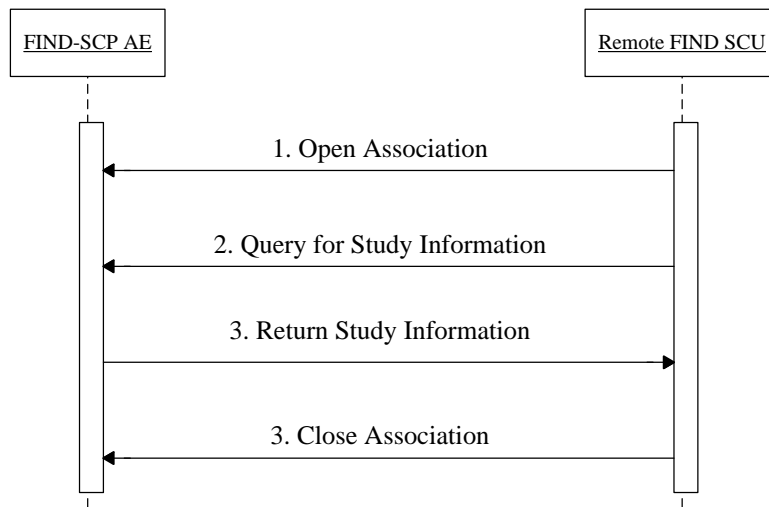 FIND-SCP AE
Remote FIND SCU
1. Open Association
2. Query for Study Information
3. Return Study Information
3. Close Association